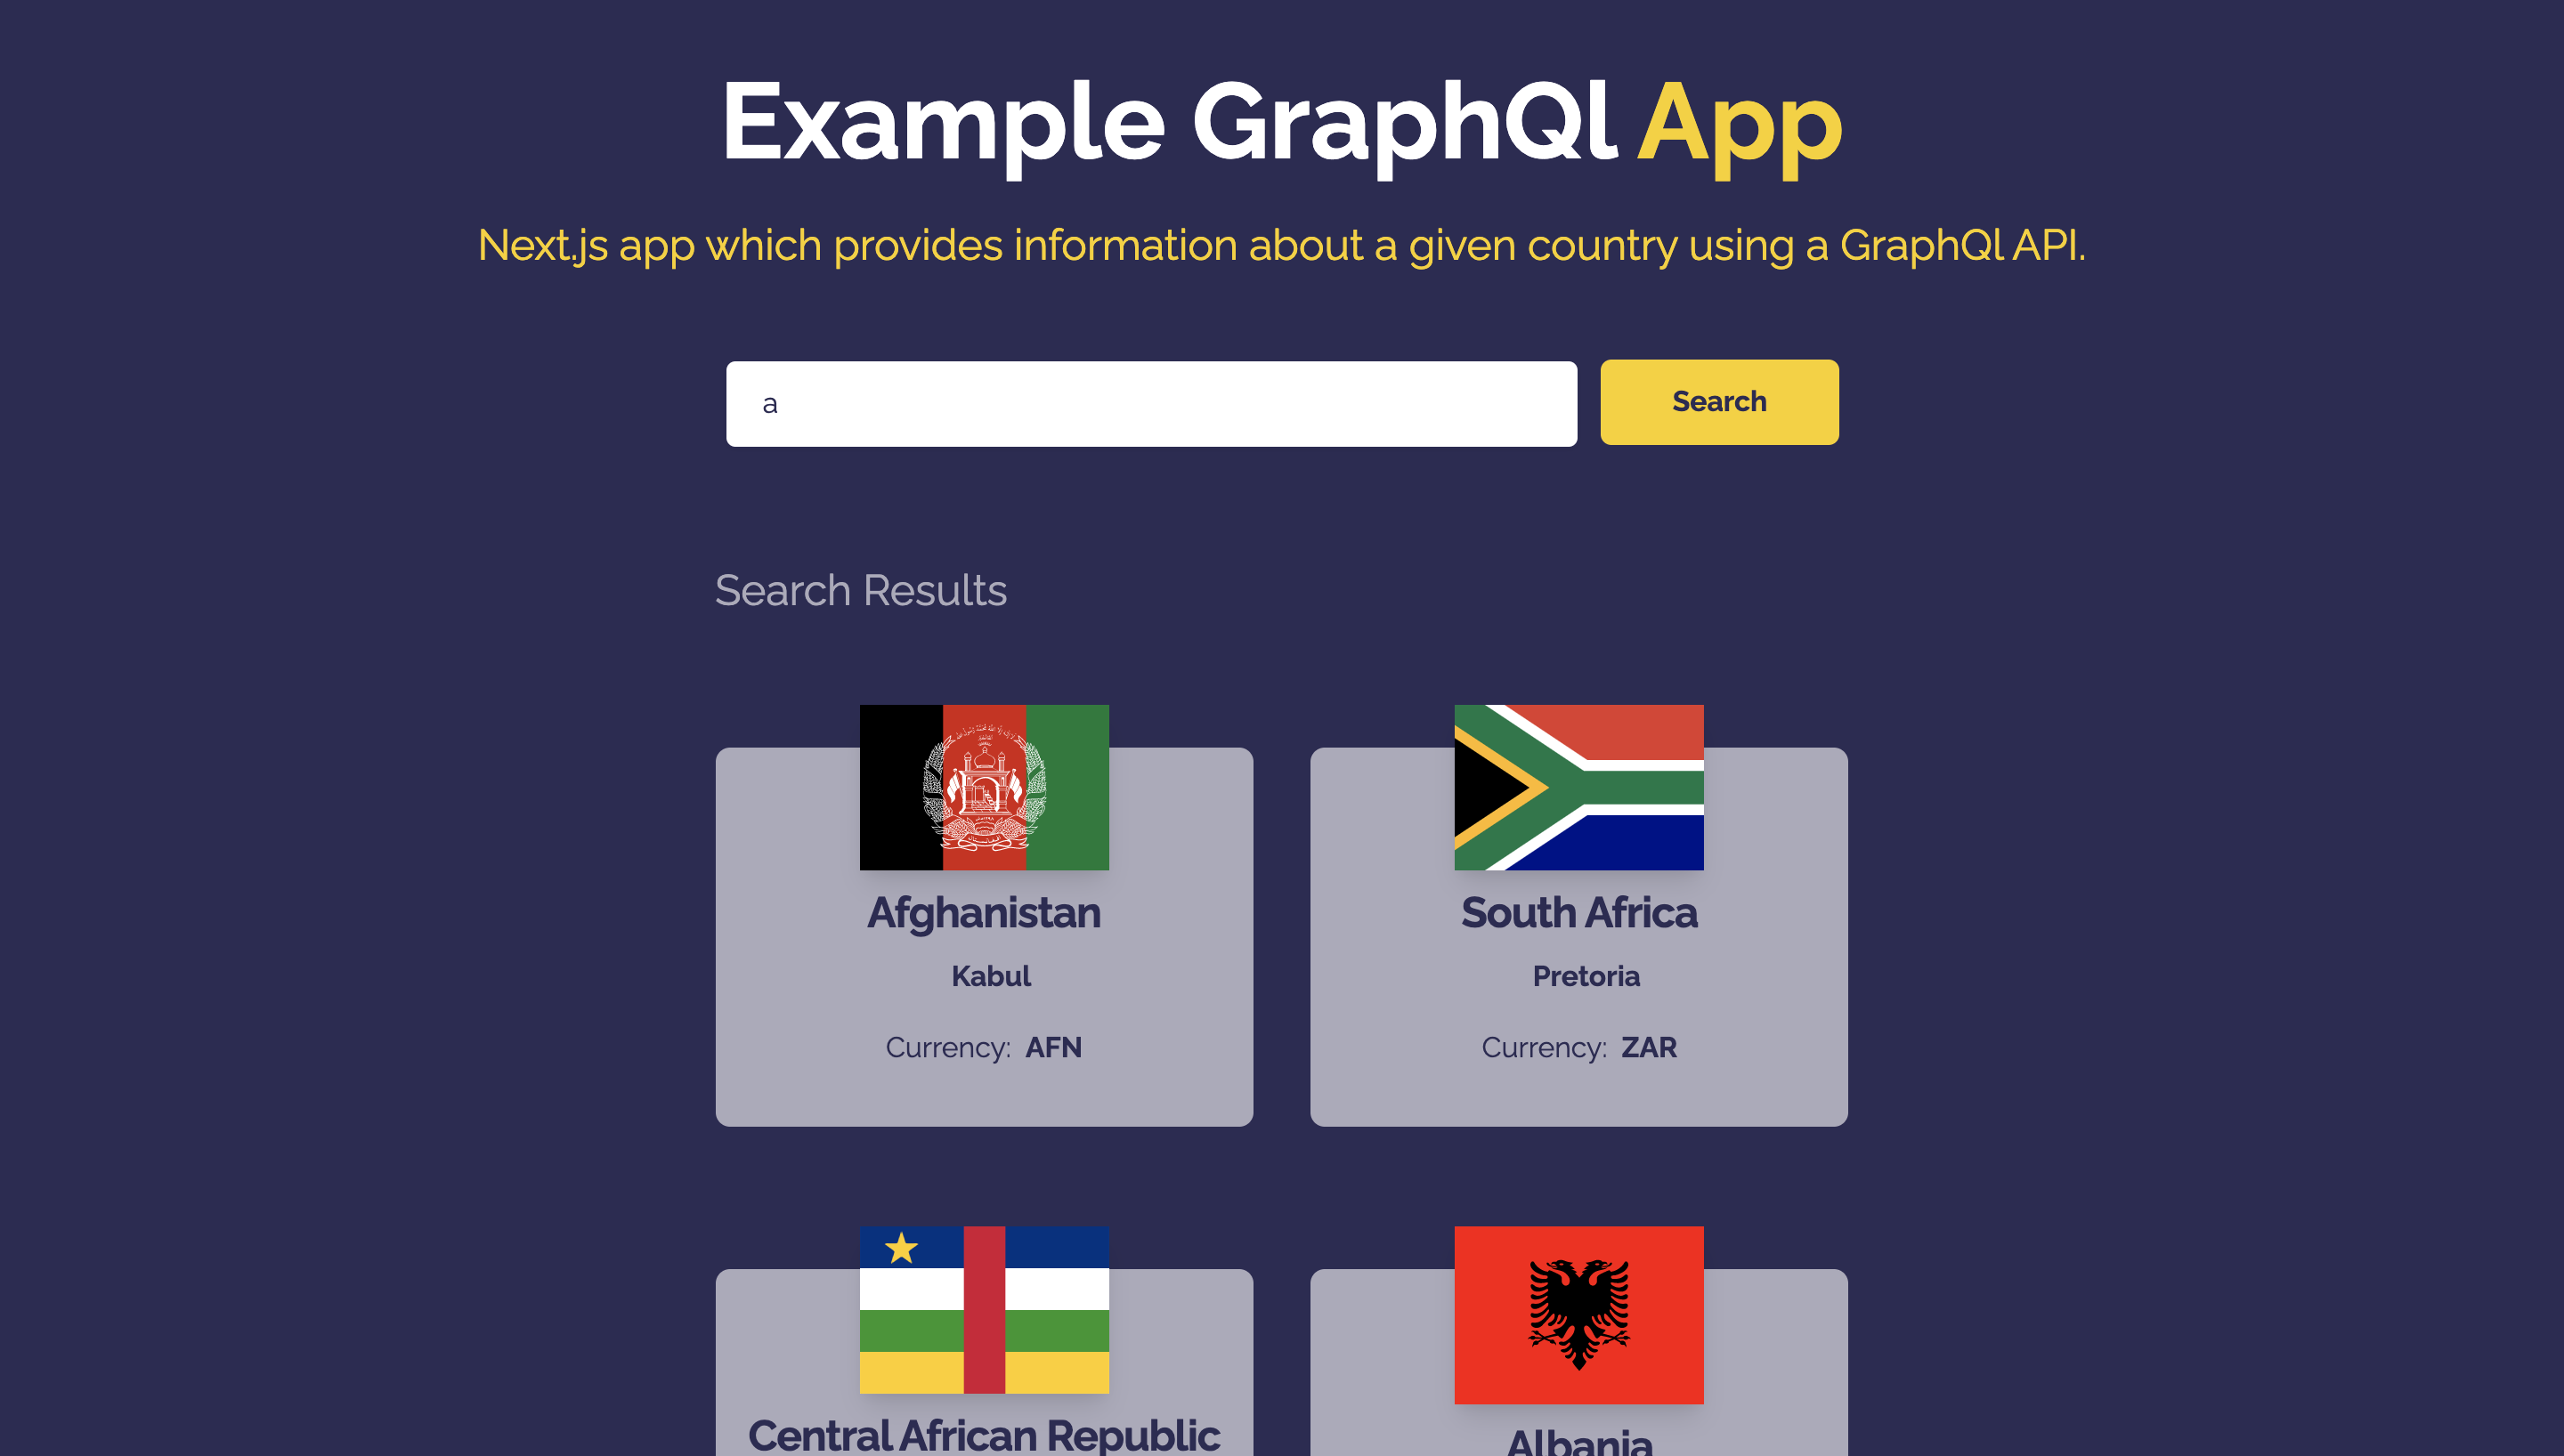 Example GraphQl App
Next.js app which provides information about a given country using a GraphQl API.
a
Search
Search Results
Afghanistan
Kabul
Currency: AFN
South Africa
Pretoria
Currency: ZAR
Central African Republic
Albania